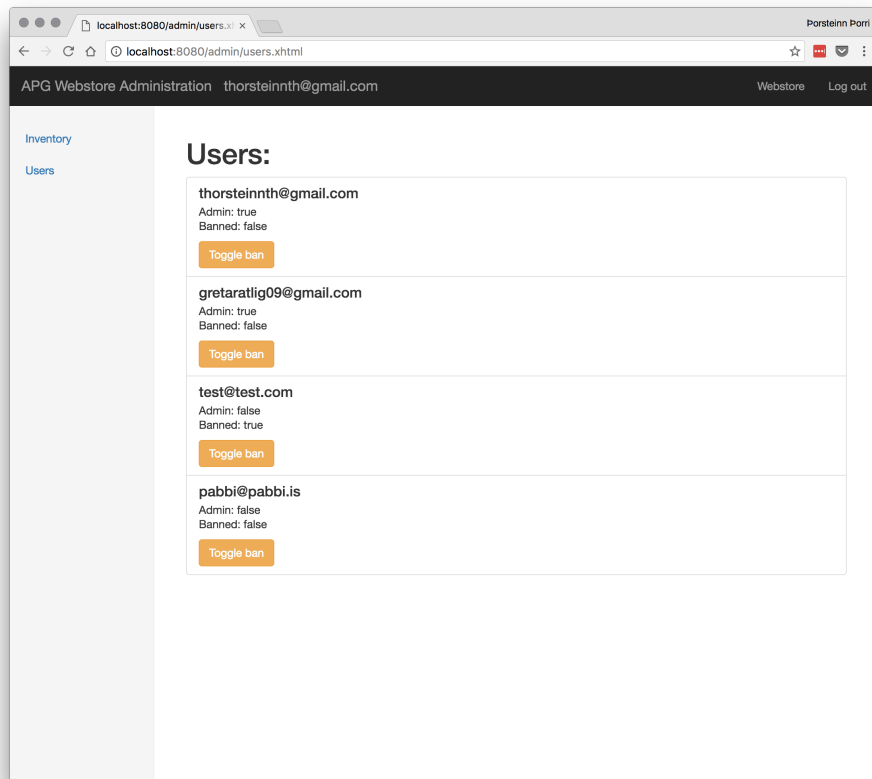 localhost:8080/admin/users.xl
Þorsteinn Þorri
localhost:8080/admin/users.xhtml
APG Webstore Administration thorsteinnth@gmail.com Webstore Log out
Inventory
Users
Users:
thorsteinnth@gmail.com
Admin: true
Banned: false
Toggle ban
gretaratlig09@gmail.com
Admin: true
Banned: false
Toggle ban
test@test.com
Admin: false
Banned: true
Toggle ban
pabbi@pabbi.is
Admin: false
Banned: false
Toggle ban